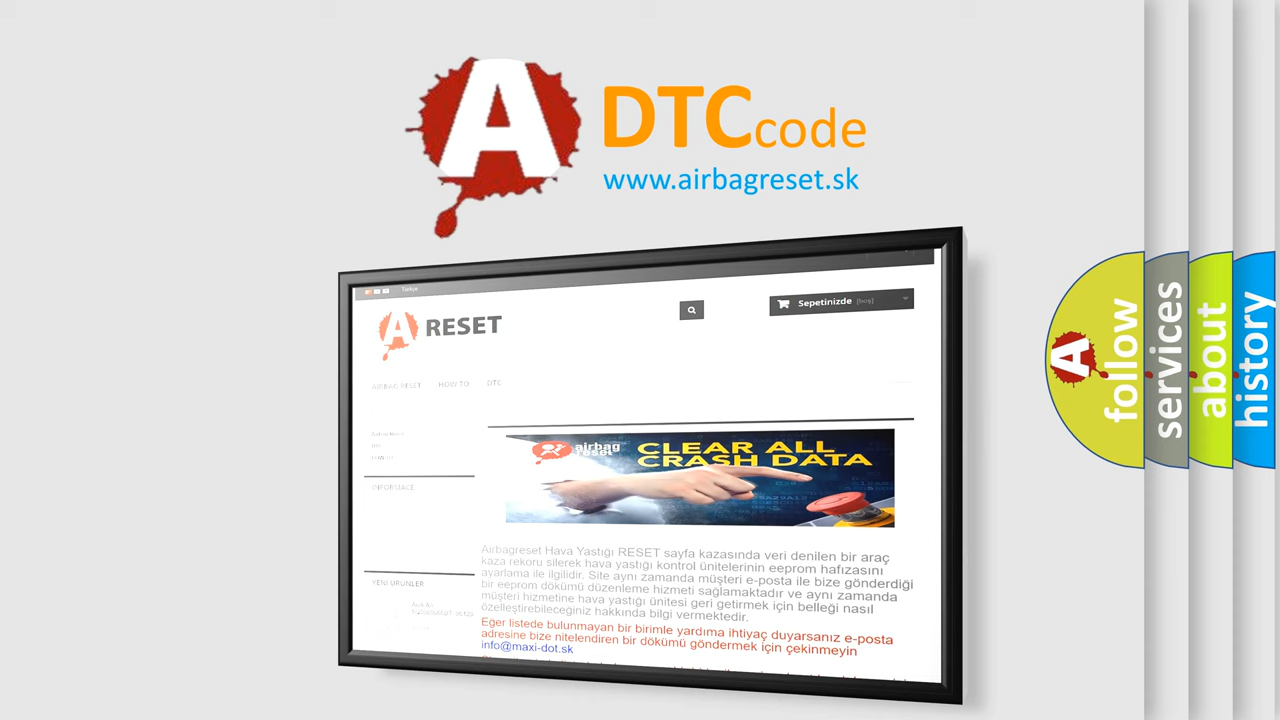 A DTCcode
www.airbagreset.sk
Türkçe
Sepetinizde [boş]
A RESET
AIRBAG RESET HOW TO DTC
INFORMACE
airbag
reset
CLEAR ALL
CRASH DATA
Airbagreset Hava Yastığı RESET sayfa kazasında veri denilen bir araç
kaza rekoru silerek hava yastığı kontrol ünitelerinin eeprom hafızasını
ayarlama ile ilgilidir. Site aynı zamanda müşteri e-posta ile bize gönderdiği
bir eeprom dökümü düzenleme hizmeti sağlamaktadır ve aynı zamanda
müşteri hizmetine hava yastığı ünitesi geri getirmek için belleği nasıl
özelleştirebileceğiniz hakkında bilgi vermektedir.
Eger listede bulunmayan bir birimle yardıma ihtiyaç duyarsanız e-posta
adresine bize nitelendiren bir dökümü göndermek için çekinmeyin
info@maxi-dot.sk
YENI ÜRÜNLER
A follow
services
about
history